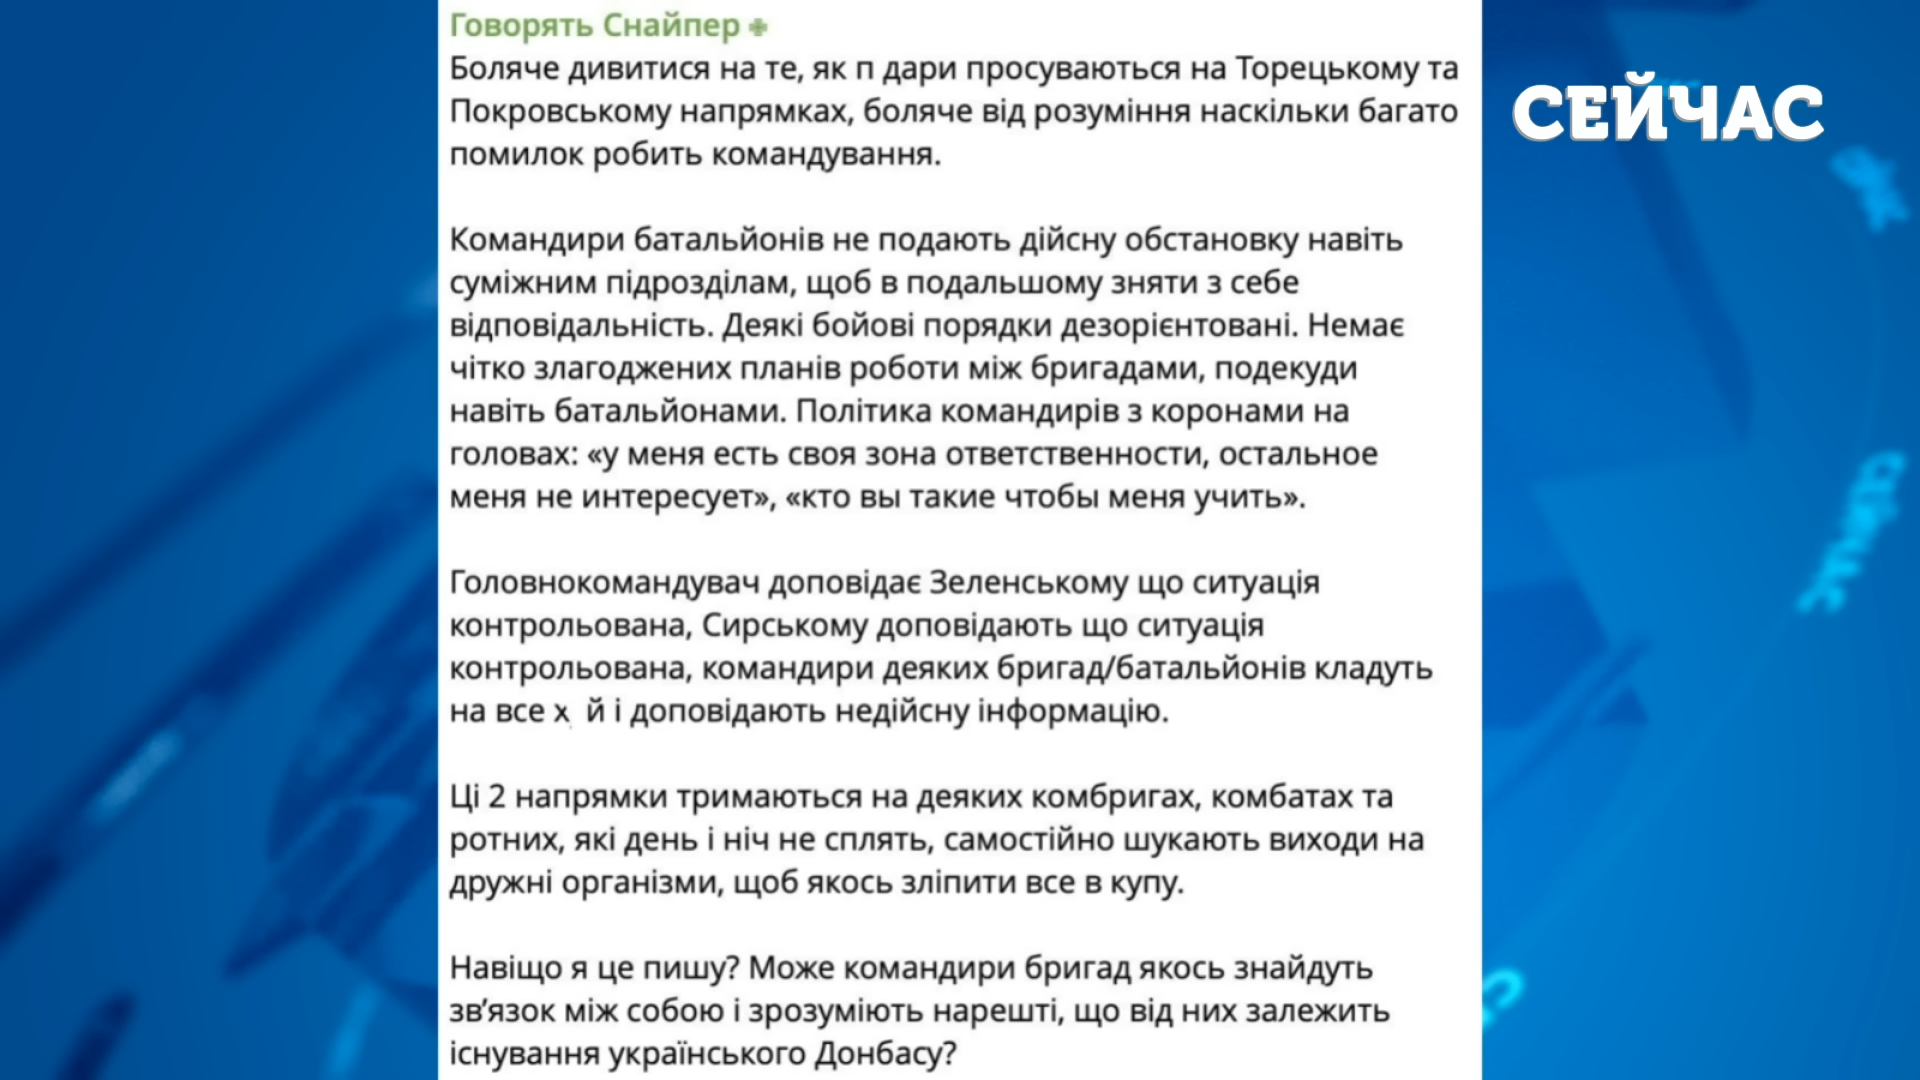 Говорять Снайпер
Боляче дивитися на те, як п дари просуваються на Торецькому та
Покровському напрямках, боляче від розуміння наскільки багато
помилок робить командування.
Командири батальйонів не подають дійсну обстановку навіть
суміжним підрозділам, щоб в подальшому зняти з себе
відповідальність. Деякі бойові порядки дезорієнтовані. Немає
чітко злагоджених планів роботи між бригадами, подекуди
навіть батальйонами. Політика командирів з коронами на
головах: «у меня есть своя зона ответственности, остальное
меня не интересует», «кто вы такие чтобы меня учить».
Головнокомандувач доповідає Зеленському що ситуація
контрольована, Сирському доповідають що ситуація
контрольована, командири деяких бригад/батальйонів кладуть
на все х й і доповідають недійсну інформацію.
Ці 2 напрямки тримаються на деяких комбригах, комбатах та
ротних, які день і ніч не сплять, самостійно шукають виходи на
дружні організми, щоб якось зліпити все в купу.
Навіщо я це пишу? Може командири бригад якось знайдуть
зв’язок між собою і зрозуміють нарешті, що від них залежить
існування українського Донбасу?
СЕЙЧАС